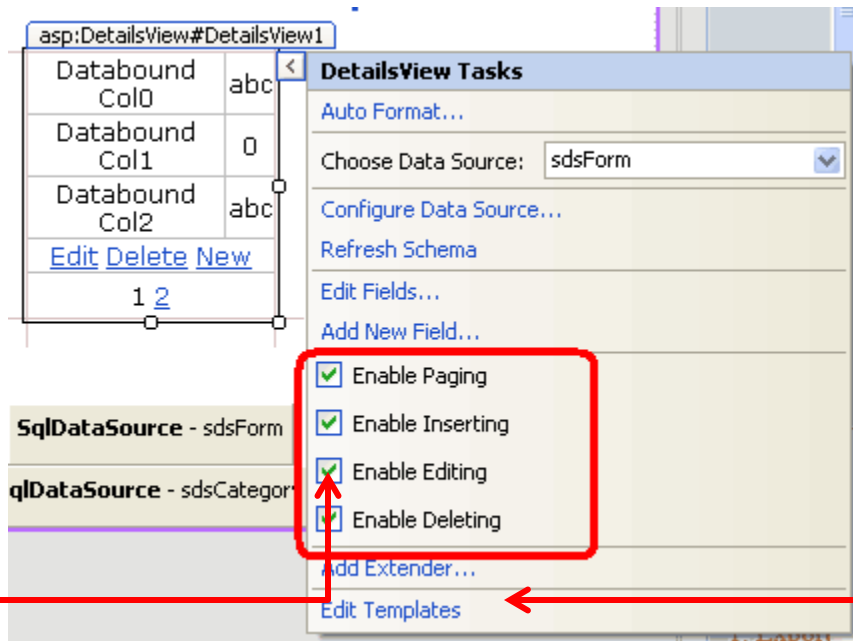 asp:DetailsView#DetailsView1
Databound
Col0
abc
Databound
Col1
0
Databound
Col2
abc
Edit Delete New
1 2
SqlDataSource - sdsForm
qlDataSource - sdsCategor
DetailsView Tasks
Auto Format...
Choose Data Source: sdsForm
Configure Data Source...
Refresh Schema
Edit Fields...
Add New Field...
Enable Paging
Enable Inserting
Enable Editing
Enable Deleting
Add Extender...
Edit Templates